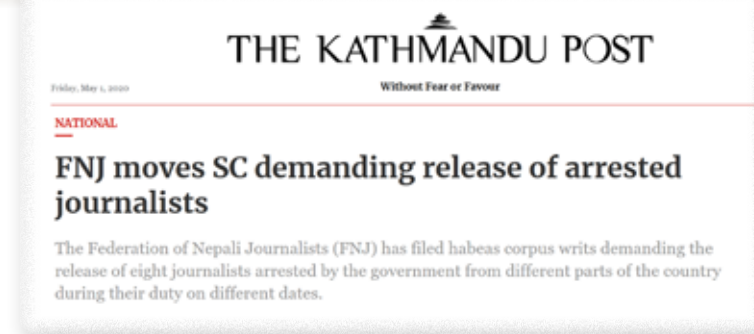 THE KATHMANDU POST
Friday, May 1, 2020
Without Fear or Favour
NATIONAL
FNJ moves SC demanding release of arrested
journalists
The Federation of Nepali Journalists (FNJ) has filed habeas corpus writs demanding the
release of eight journalists arrested by the government from different parts of the country
during their duty on different dates.